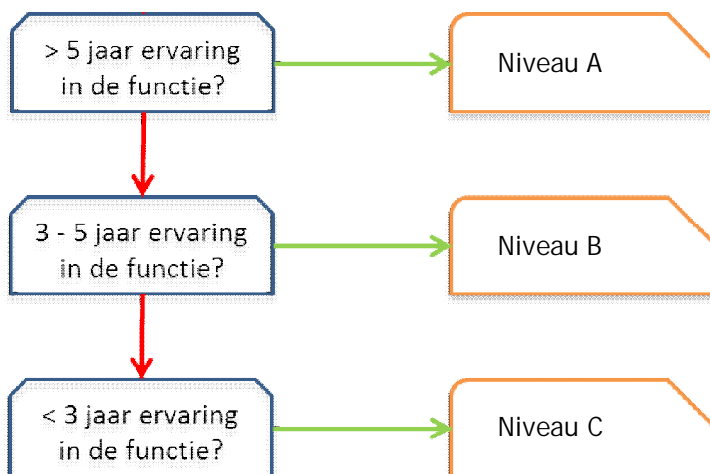 > 5 jaar ervaring
in de functie?
Niveau A
3 - 5 jaar ervaring
in de functie?
Niveau B
< 3 jaar ervaring
in de functie?
Niveau C